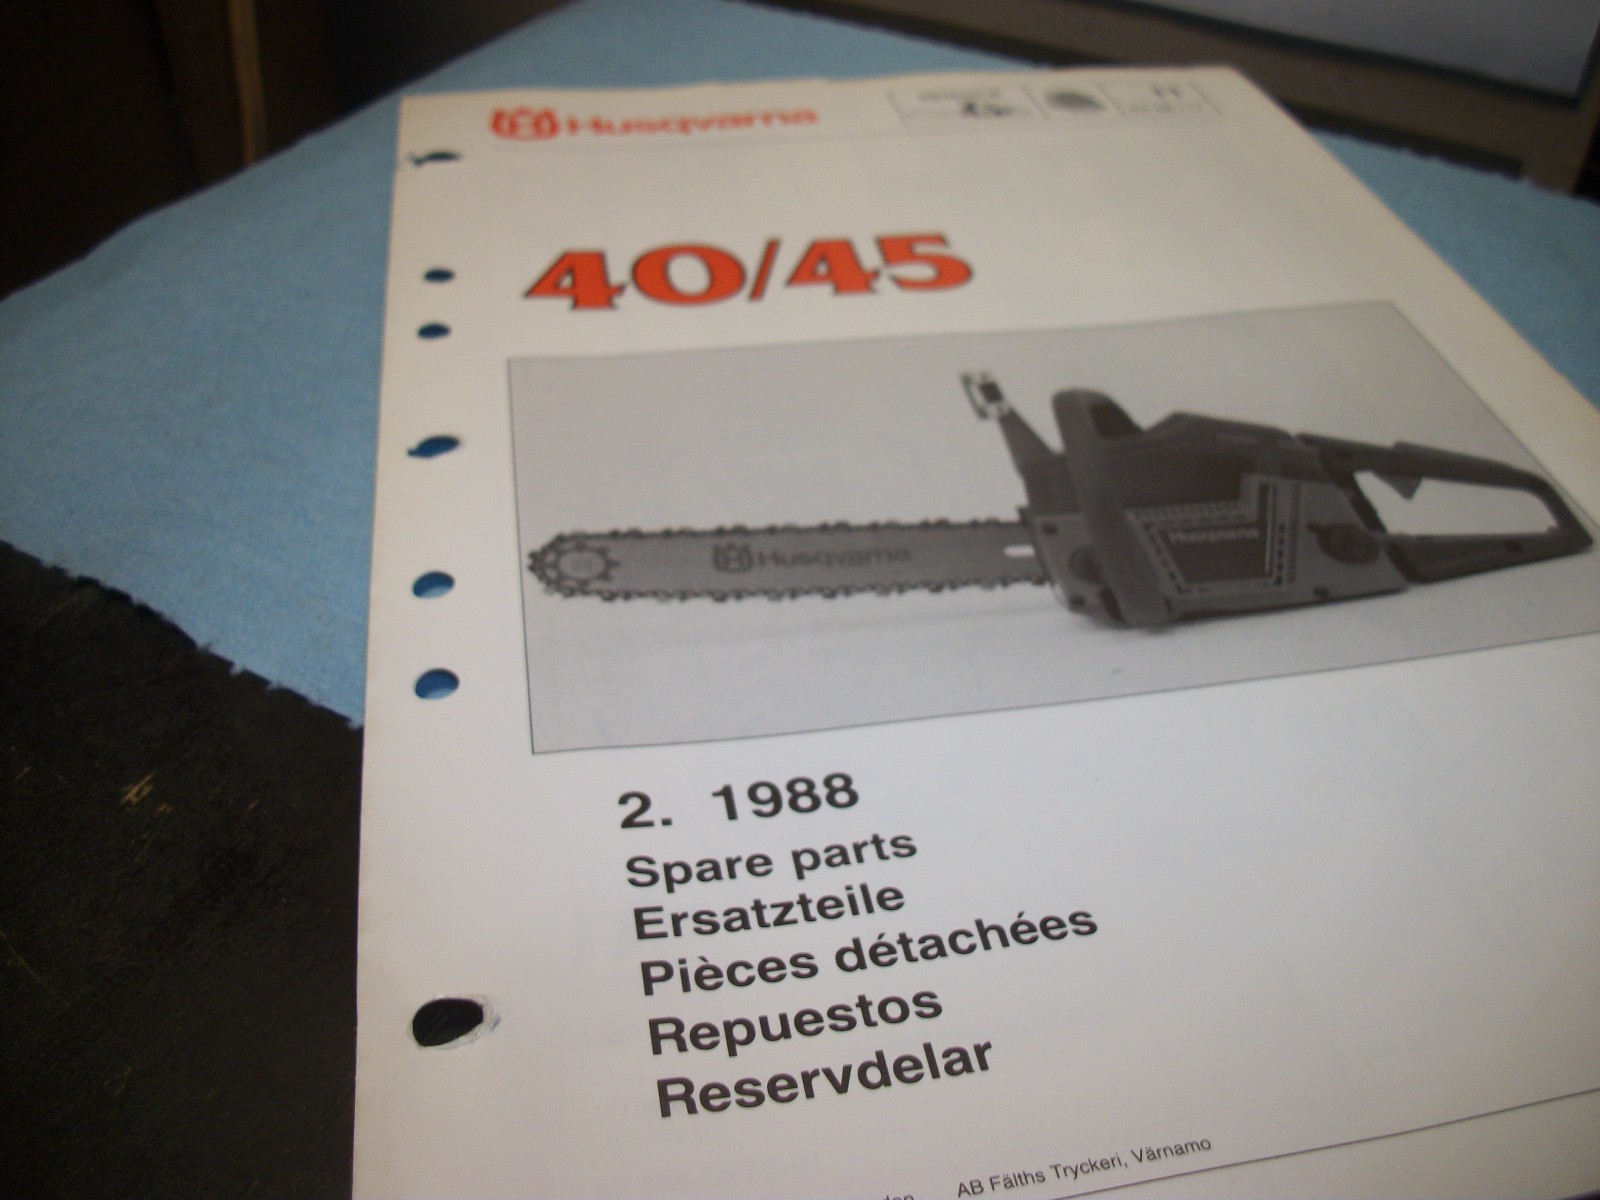 Husqvarna
40/45
Husqvarna
Husqvarna
2. 1988
Spare parts
Ersatzteile
Pièces détachées
Repuestos
Reservdelar
AB Fälths Tryckeri, Värnamo